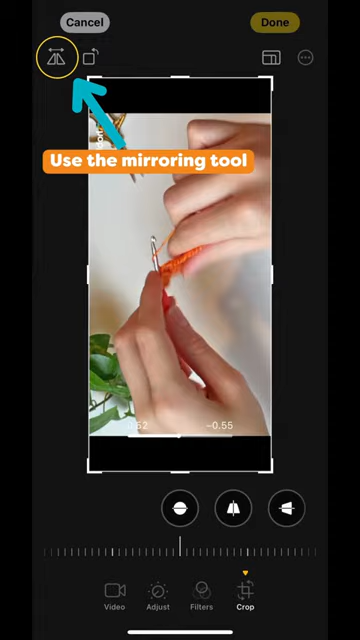 Cancel
Done
Use the mirroring tool
-0.55
Video
Adjust
Filters
Crop